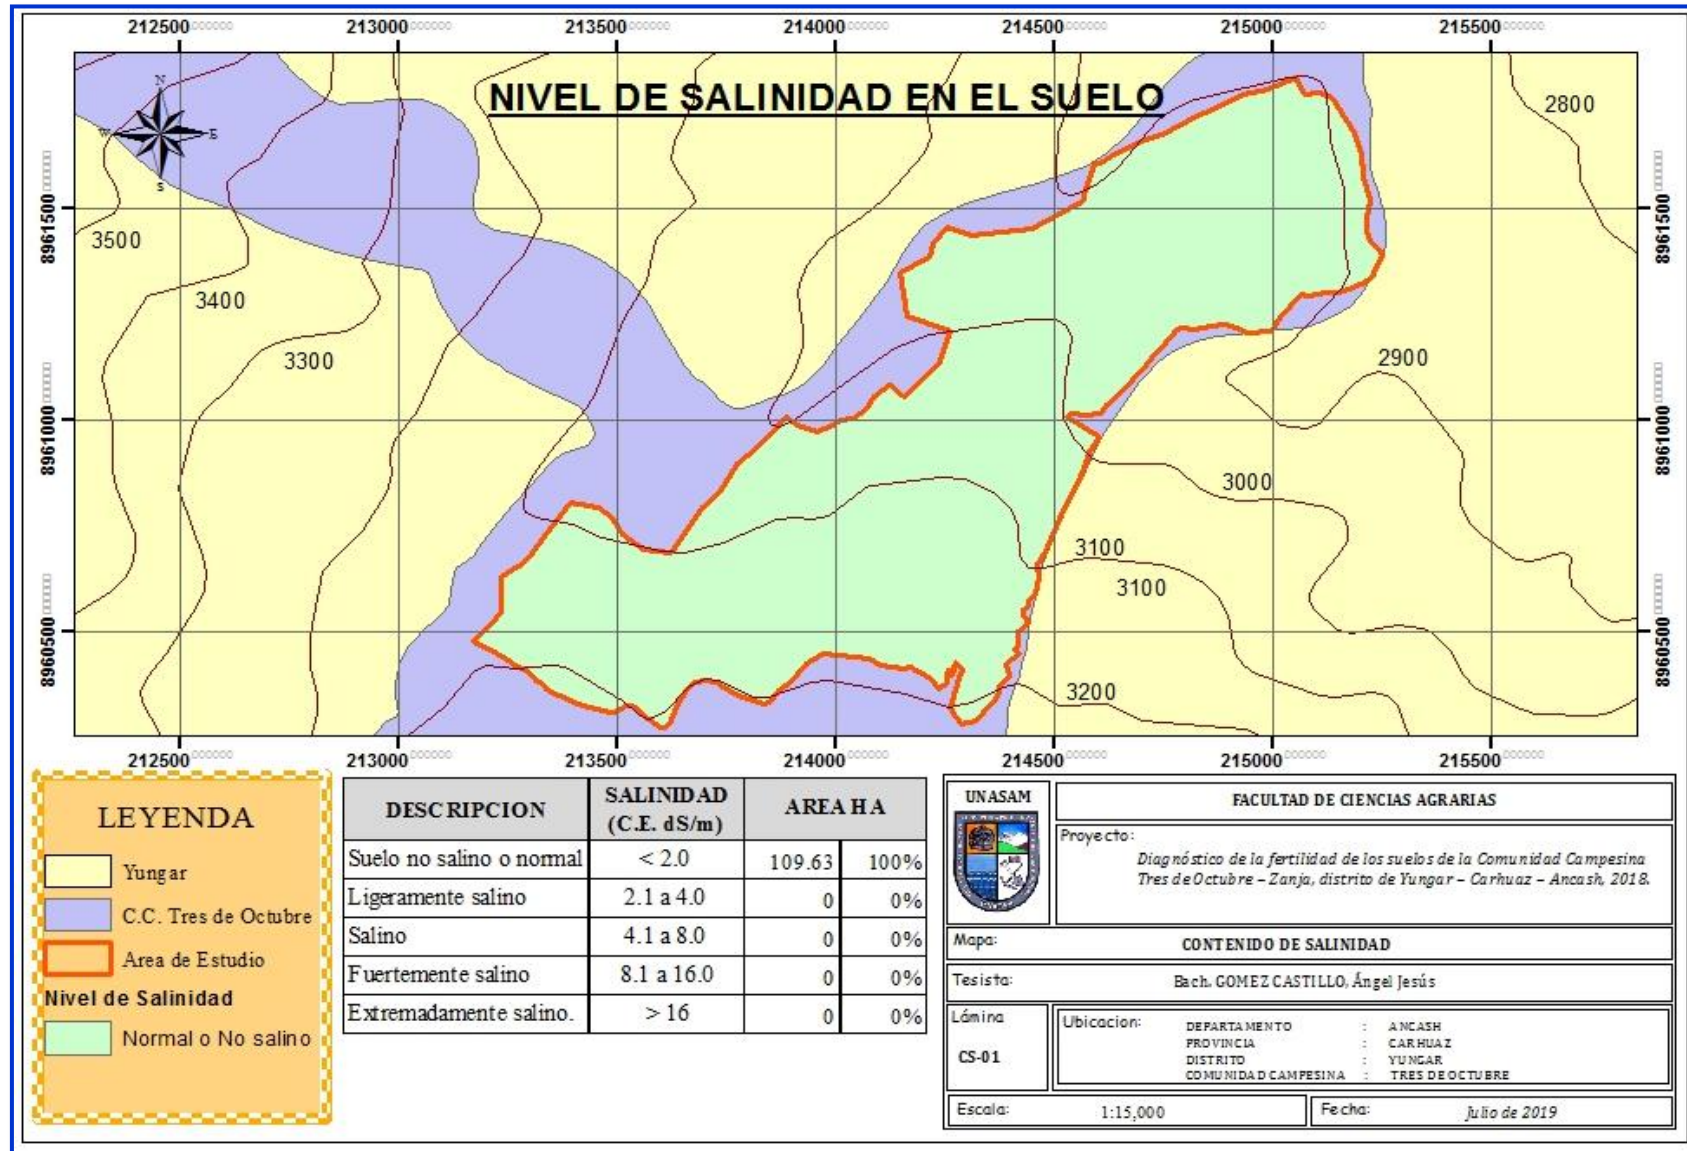 212500 213000 213500 214000 214500 215000 215500
NIVEL DE SALINIDAD EN EL SUELO
N
W E
S
2800
8961500 8961500
3500
3400
3300
2900
8961000 8961000
3000
3100
3100
8960500 8960500
3200
212500 213000 213500 214000 214500 215000 215500
LEYENDA
Yungar
C.C. Tres de Octubre
Area de Estudio
Nivel de Salinidad
Normal o No salino
DESCRIPCION SALINIDAD (C.E. dS/m) AREA HA
Suelo no salino o normal < 2.0 109.63 100%
Ligeramente salino 2.1 a 4.0 0 0%
Salino 4.1 a 8.0 0 0%
Fuertemente salino 8.1 a 16.0 0 0%
Extremadamente salino. > 16 0 0%
UNASAM
FACULTAD DE CIENCIAS AGRARIAS
Proyecto:
Diagnóstico de la fertilidad de los suelos de la Comunidad Campesina
Tres de Octubre – Zanja, distrito de Yungar – Carhuaz – Ancash, 2018.
Mapa: CONTENIDO DE SALINIDAD
Tesista: Bach. GOMEZ CASTILLO, Ángel Jesús
Lámina
CS-01
Ubicacion:
DEPARTAMENTO : ANCASH
PROVINCIA : CARHUAZ
DISTRITO : YUNGAR
COMUNIDAD CAMPESINA : TRES DE OCTUBRE
Escala: 1:15,000
Fecha: Julio de 2019